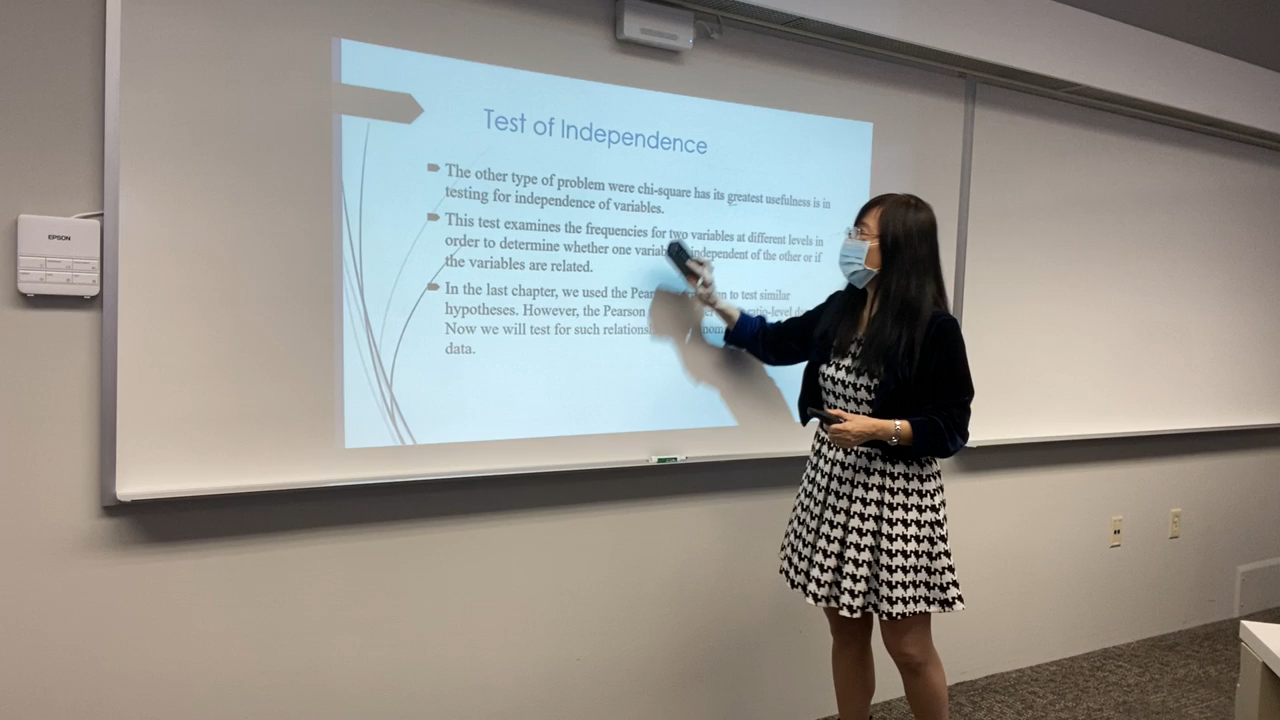 EPSON
Test of Independence
The other type of problem were chi-square has its greatest usefulness is in
testing for independence of variables.
This test examines the frequencies for two variables at different levels in
order to determine whether one independent of the other or if
the variables are related.
In the last chapter, we used the to test similar
hypotheses. However, the Pearson ratio-level
Now we will test for such
data.